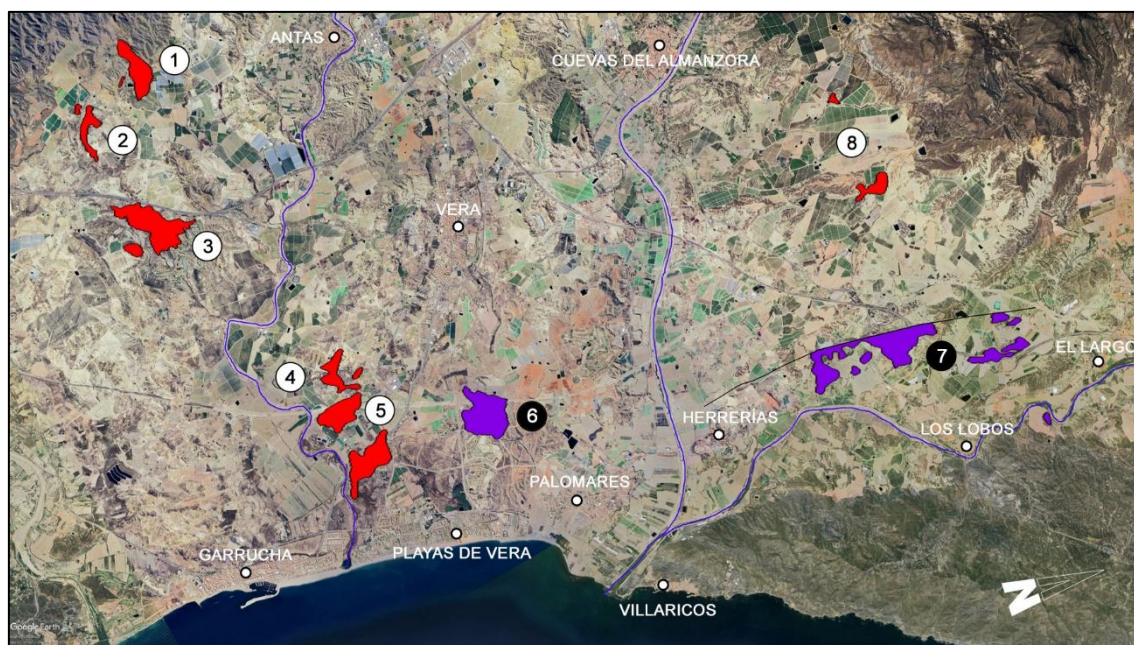 ANTAS
CUEVAS DEL ALMANZORA
1
2
8
VERA
3
7
EL LARGO
4
5
6
HERRERÍAS
LOS LOBOS
PALOMARES
GARRUCHA
PLAYAS DE VERA
VILLARICOS
N
Google Earth